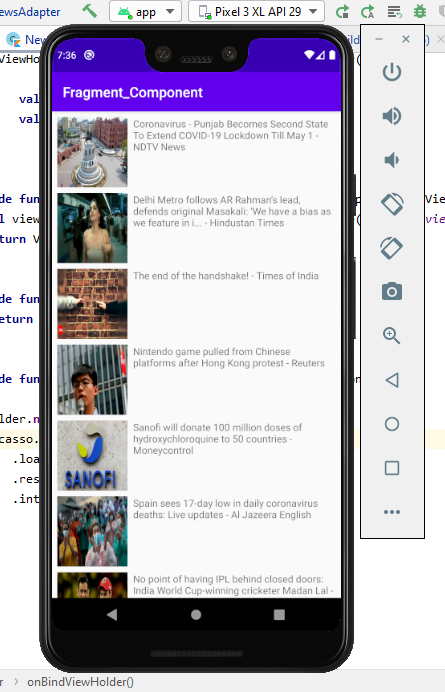 ewsAdapter
app
Pixel 3 XL API 29
New
iewHo
val
val
de fun
View
l view
view
turn V
de fun
eturn
de fun
lder.n
casso.
.loa
.res
.int
7:36
Fragment_Component
Coronavirus - Punjab Becomes Second State
To Extend COVID-19 Lockdown Till May 1 -
NDTV News
Delhi Metro follows AR Rahman's lead,
defends original Masakali: 'We have a bias as
we feature in i... - Hindustan Times
The end of the handshake! - Times of India
Nintendo game pulled from Chinese
platforms after Hong Kong protest - Reuters
Sanofi will donate 100 million doses of
hydroxychloroquine to 50 countries -
Moneycontrol
SANOFI
Spain sees 17-day low in daily coronavirus
deaths: Live updates - Al Jazeera English
No point of having IPL behind closed doors:
India World Cup-winning cricketer Madan Lal -
r > onBindViewHolder()